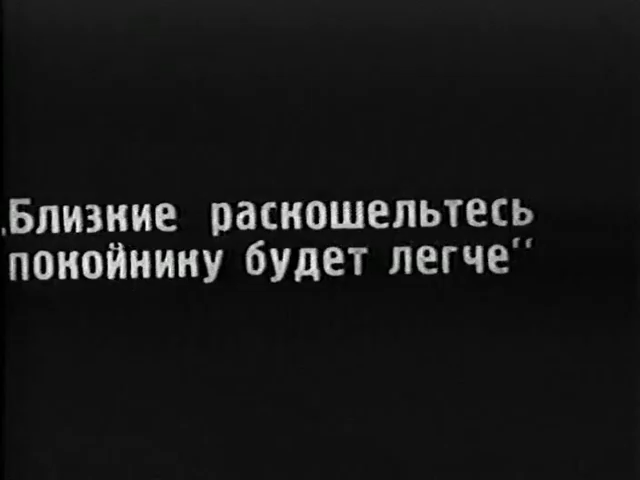 „Близкие раскошельтесь
покойнику будет легче“